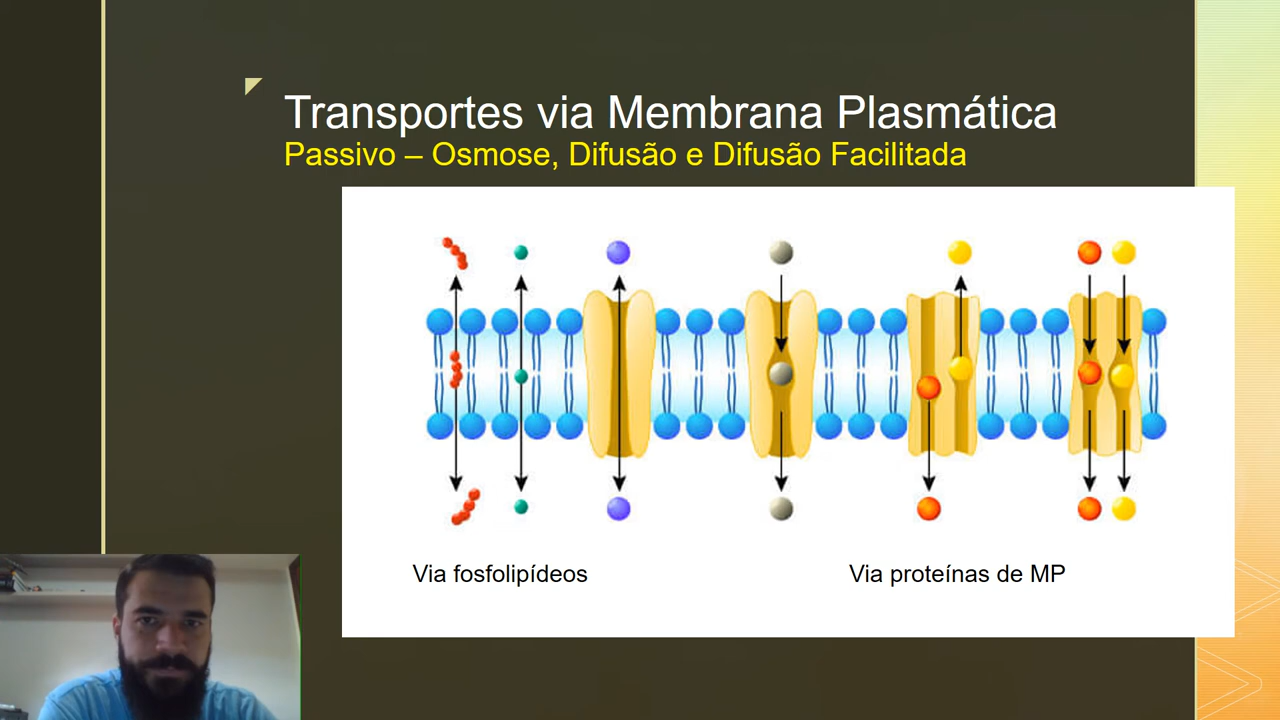 Transportes via Membrana Plasmática
Passivo – Osmose, Difusão e Difusão Facilitada
Via fosfolipídeos
Via proteínas de MP